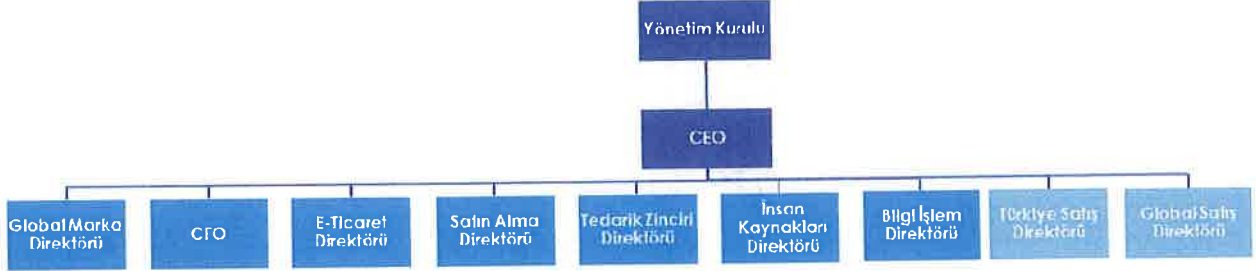 Yönetim Kurulu
CEO
Global Marka
Direktörü
CFO
E-Ticaret
Direktörü
Satın Alma
Direktörü
Tedarik Zinciri
Direktörü
İnsan
Kaynakları
Direktörü
Bilgi İşlem
Direktörü
Türkiye Satış
Direktörü
Global Satış
Direktörü